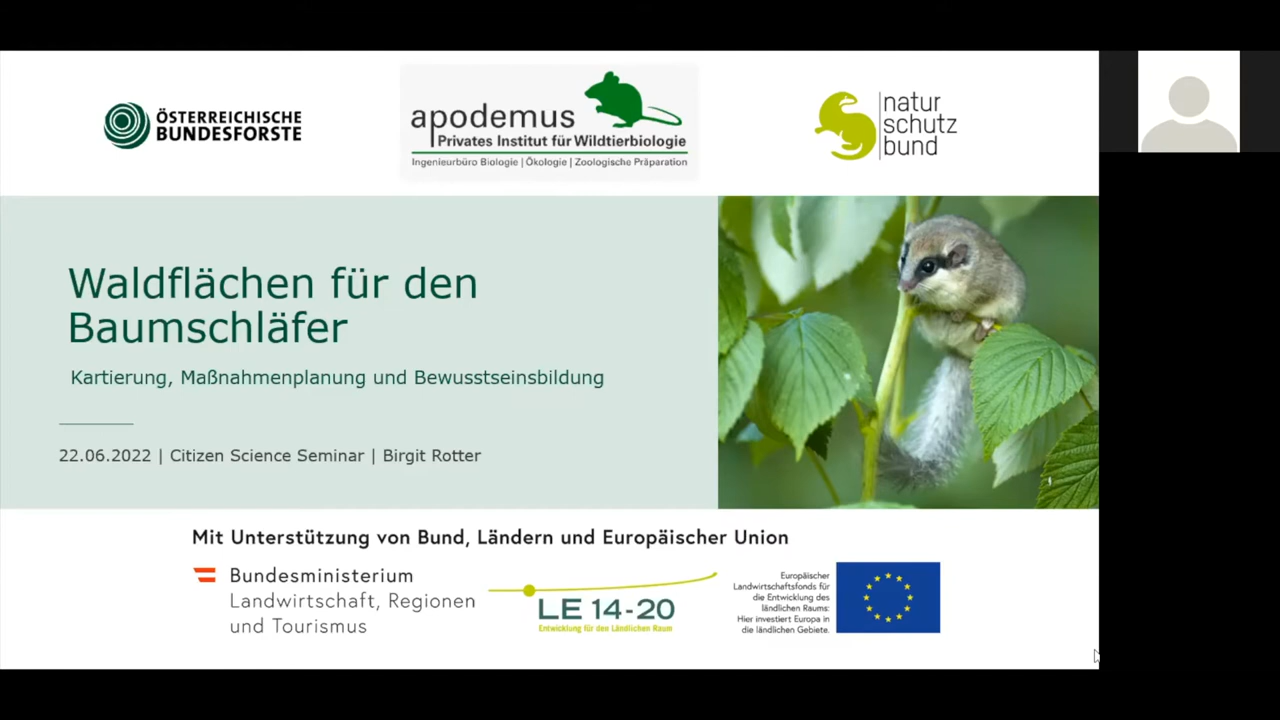 ÖSTERREICHISCHE
BUNDESFORSTE
apodemus
Privates Institut für Wildtierbiologie
Ingenieurbüro Biologie | Ökologie | Zoologische Präparation
natur
schutz
bund
Waldflächen für den
Baumschläfer
Kartierung, Maßnahmenplanung und Bewusstseinsbildung
22.06.2022 | Citizen Science Seminar | Birgit Rotter
Mit Unterstützung von Bund, Ländern und Europäischer Union
Bundesministerium
Landwirtschaft, Regionen
und Tourismus
LE 14-20
Entwicklung für den Ländlichen Raum
Europäischer
Landwirtschaftsfonds für
die Entwicklung des
ländlichen Raums:
Hier investiert Europa in
die ländlichen Gebiete.